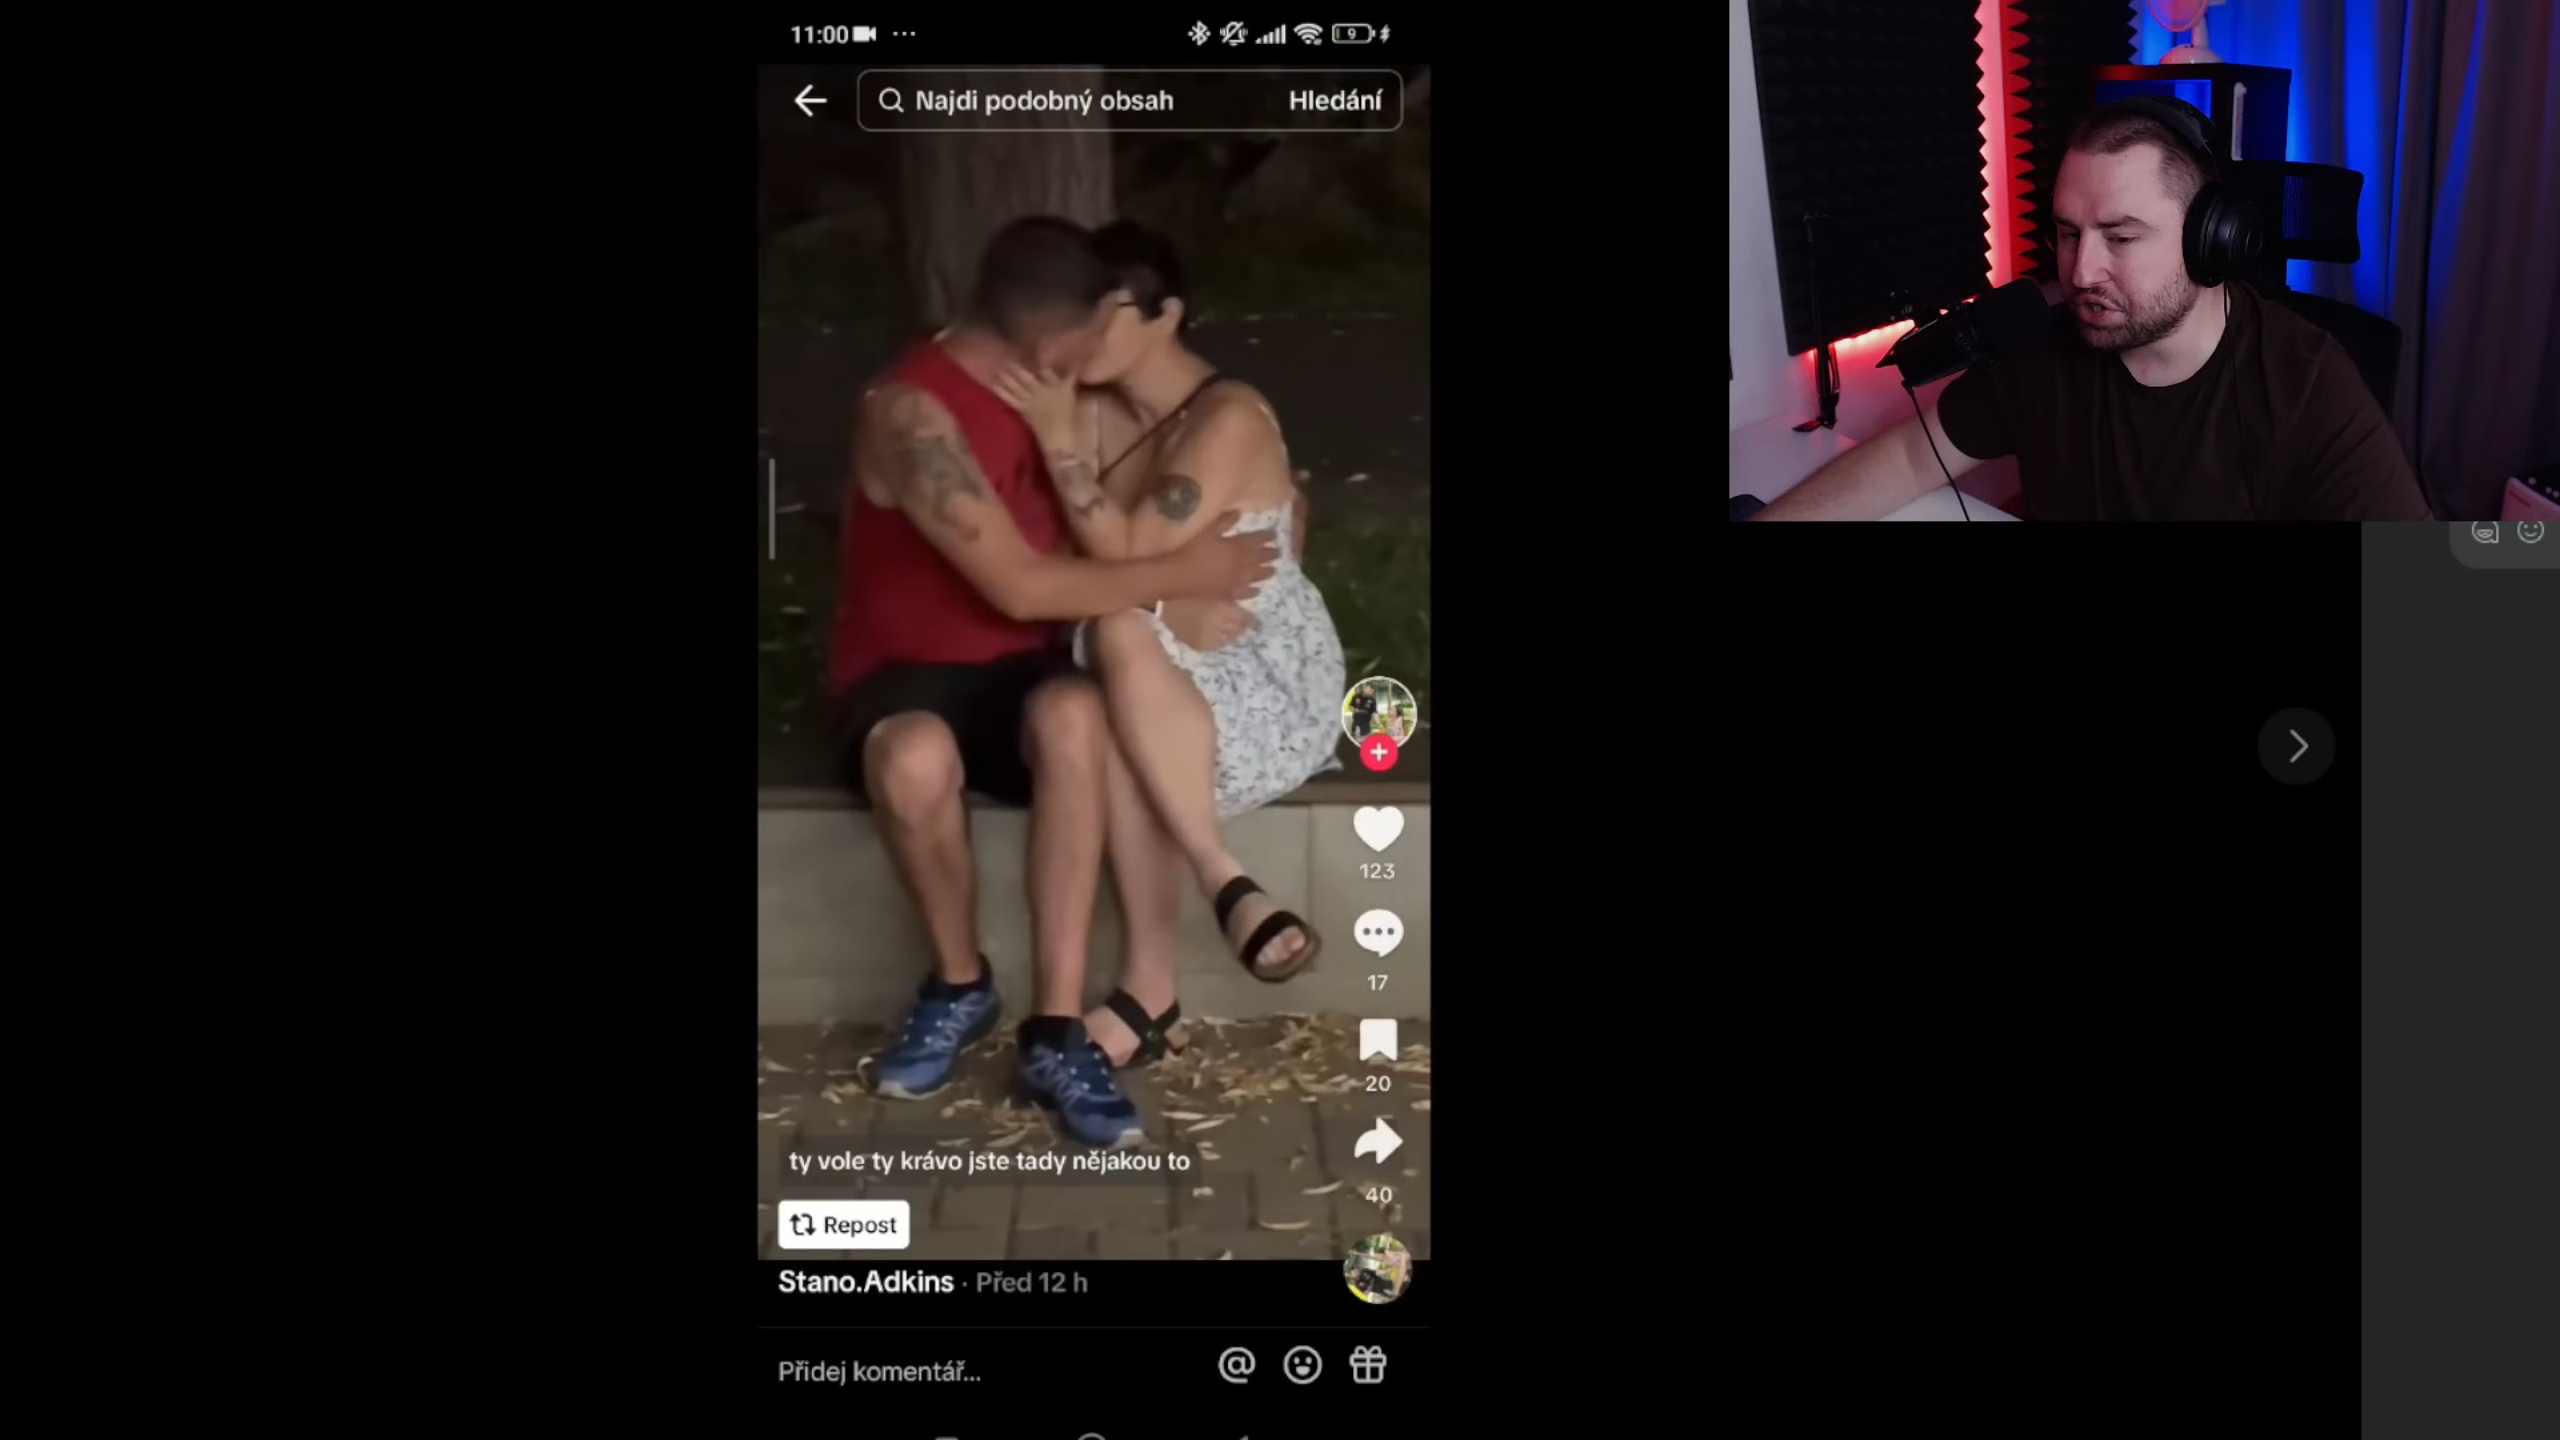 11:00
9
Najdi podobný obsah
Hledání
123
17
20
40
ty vole ty krávo jste tady nějakou to
Repost
Stano.Adkins · Před 12 h
Přidej komentář...